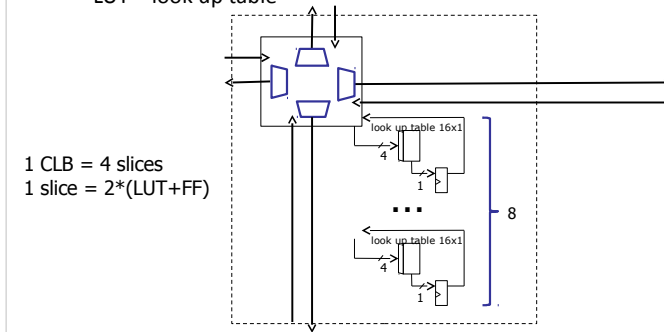 LUT – look up table
1 CLB = 4 slices
1 slice = 2*(LUT+FF)
look up table 16x1
4
1
...
8
look up table 16x1
4
1